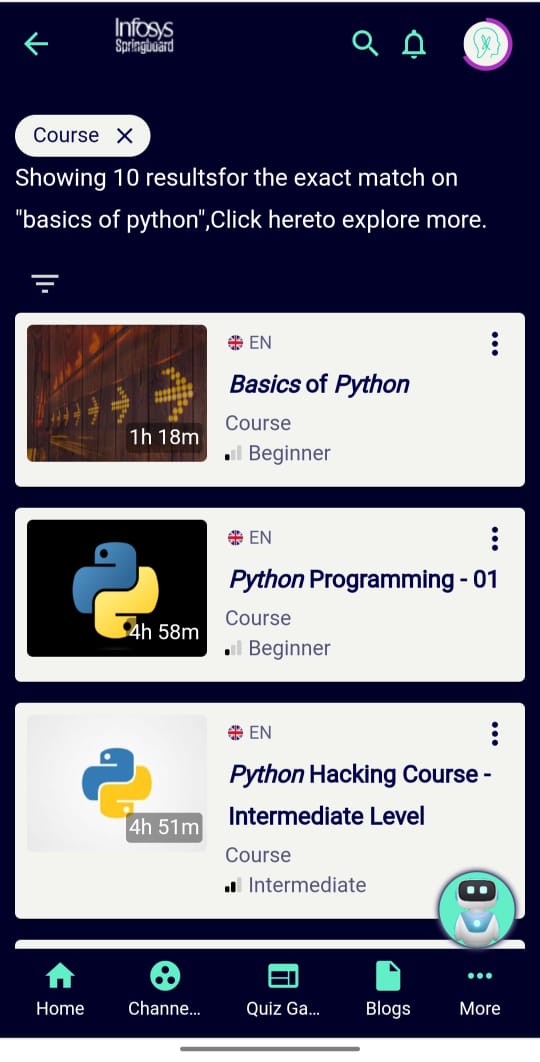 Infosys
Springboard
Course
Showing 10 resultsfor the exact match on
"basics of python",Click hereto explore more.
EN
Basics of Python
Course
1h 18m
Beginner
EN
Python Programming - 01
Course
4h 58m
Beginner
EN
Python Hacking Course -
Intermediate Level
4h 51m
Course
Intermediate
Home
Channe...
Quiz Ga...
Blogs
More